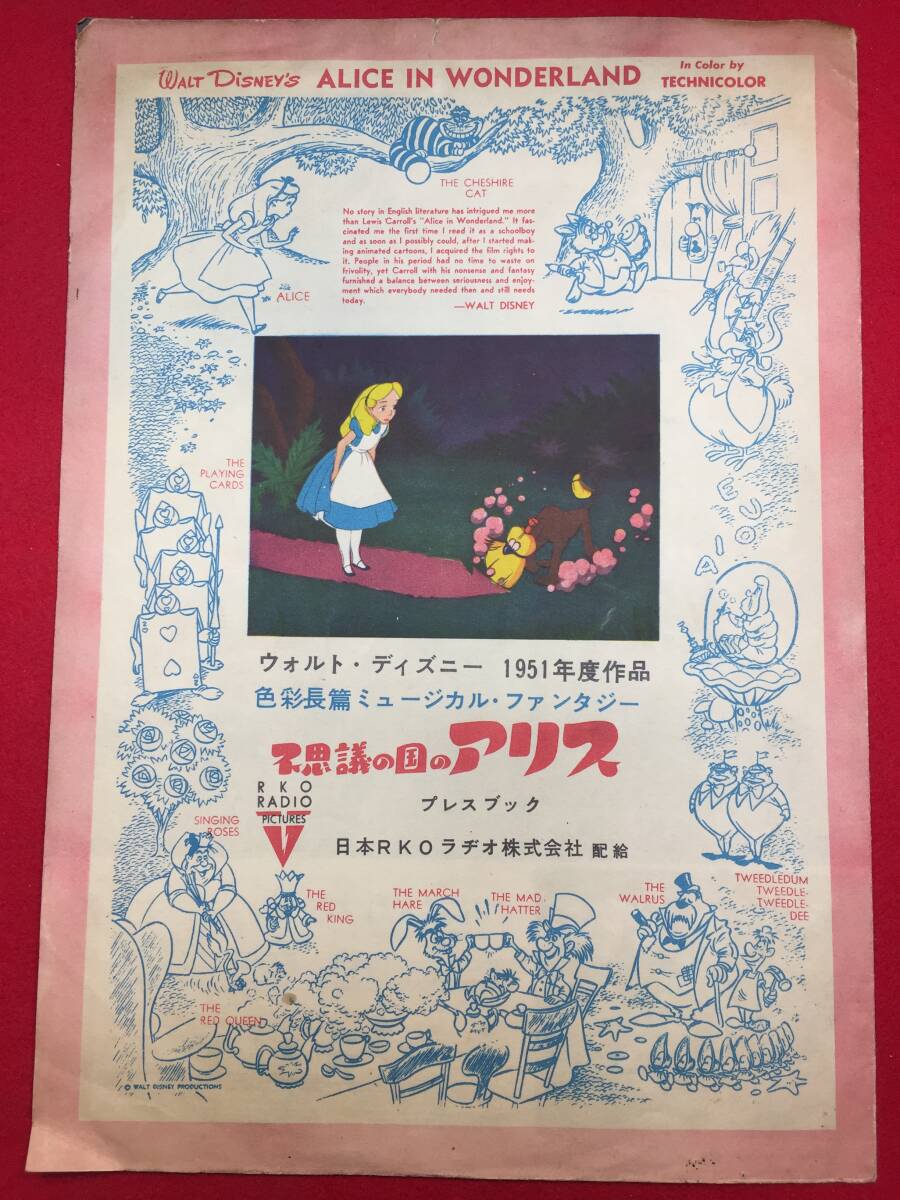 WALT DISNEY'S ALICE IN WONDERLAND In Color by
TECHNICOLOR
THE CHESHIRE
CAT
No story in English literature has intrigued me more
than Lewis Carroll's "Alice in Wonderland." It fas-
cinated me the first time I read it as a schoolboy
and as soon as I possibly could, after I started mak-
ing animated cartoons, I acquired the film rights to
it. People in his period had no time to waste on
frivolity, yet Carroll with his nonsense and fantasy
furnished a balance between seriousness and enjoy-
ment which everybody needed then and still needs
today.
—WALT DISNEY
ALICE
THE
PLAYING
CARDS
A E I O U
ウォルト・ディズニー 1951年度作品
色彩長篇ミュージカル・ファンタジー
不思議の国のアリス
RKO
RADIO
PICTURES
プレスブック
日本RKOラヂオ株式会社 配給
SINGING
ROSES
THE
RED
KING
THE MARCH
HARE
THE MAD
HATTER
THE
WALRUS
TWEEDLEDUM
TWEEDLE-
TWEEDLE-
DEE
THE
RED QUEEN
© WALT DISNEY PRODUCTIONS